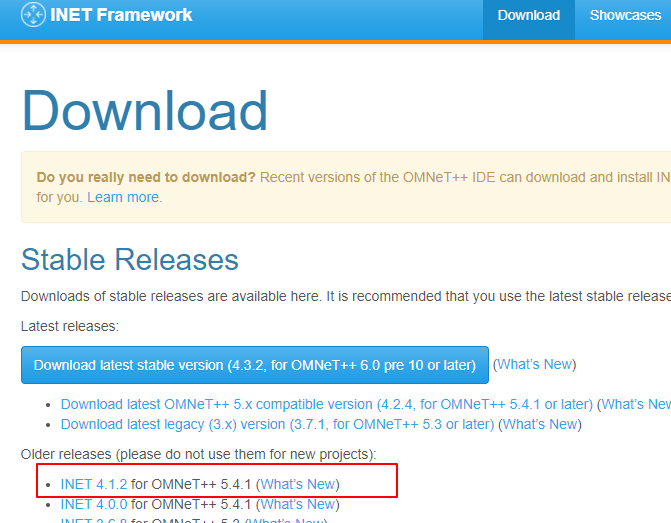 INET Framework
Download
Showcases
Download
Do you really need to download? Recent versions of the OMNeT++ IDE can download and install IN
for you. Learn more.
Stable Releases
Downloads of stable releases are available here. It is recommended that you use the latest stable release
Latest releases:
Download latest stable version (4.3.2, for OMNeT++ 6.0 pre 10 or later) (What's New)
• Download latest OMNeT++ 5.x compatible version (4.2.4, for OMNeT++ 5.4.1 or later) (What's New
• Download latest legacy (3.x) version (3.7.1, for OMNeT++ 5.3 or later) (What's New)
Older releases (please do not use them for new projects):
• INET 4.1.2 for OMNeT++ 5.4.1 (What's New)
• INET 4.0.0 for OMNeT++ 5.4.1 (What's New)
• INET 3.6.8 for OMNeT++ 5.3 (What's New)